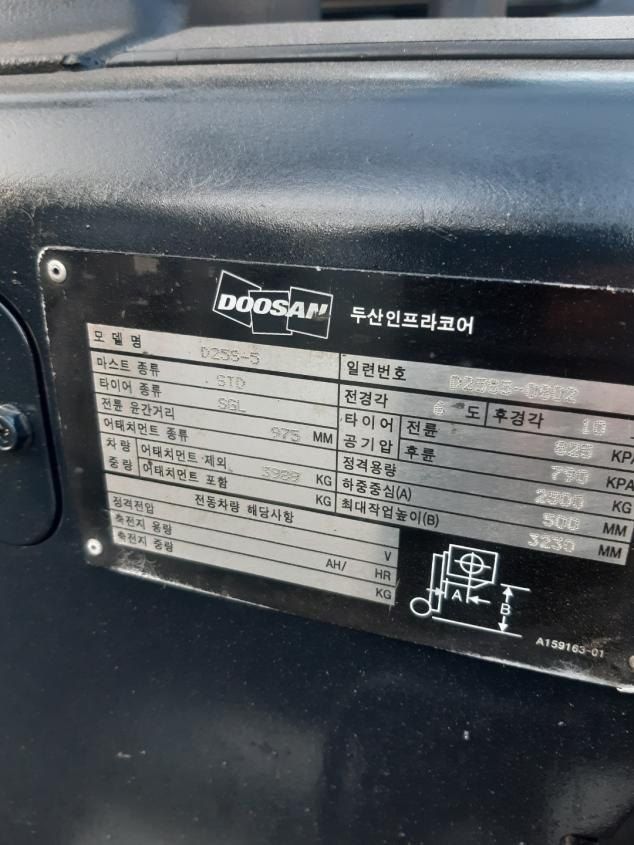 DOOSAN 두산인프라코어
모 델 명 D25S-5
일련번호
마스트 종류 STD
전경각 6 도 후경각 10
타이어 종류 SGL
타이어 전륜 825 KPA
전륜 윤간거리 975 MM
공기압 후륜 790 KPA
어태치먼트 종류
정격용량 2500 KG
차량 어태치먼트 제외 KG
하중중심(A) 500 MM
중량 어태치먼트 포함 KG
최대작업높이(B) 3230 MM
전동차량 해당사항
정격전압 V
축전지 용량 AH/ HR
축전지 중량 KG
A
B
A159163-01